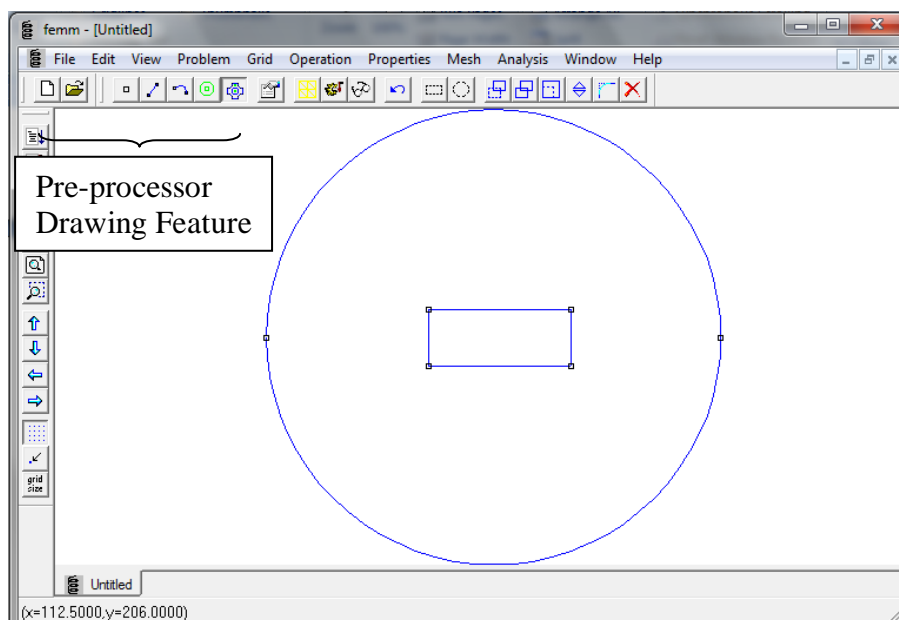 femm - [Untitled]
File Edit View Problem Grid Operation Properties Mesh Analysis Window Help
Pre-processor
Drawing Feature
grid
size
Untitled
(x=112.5000,y=206.0000)